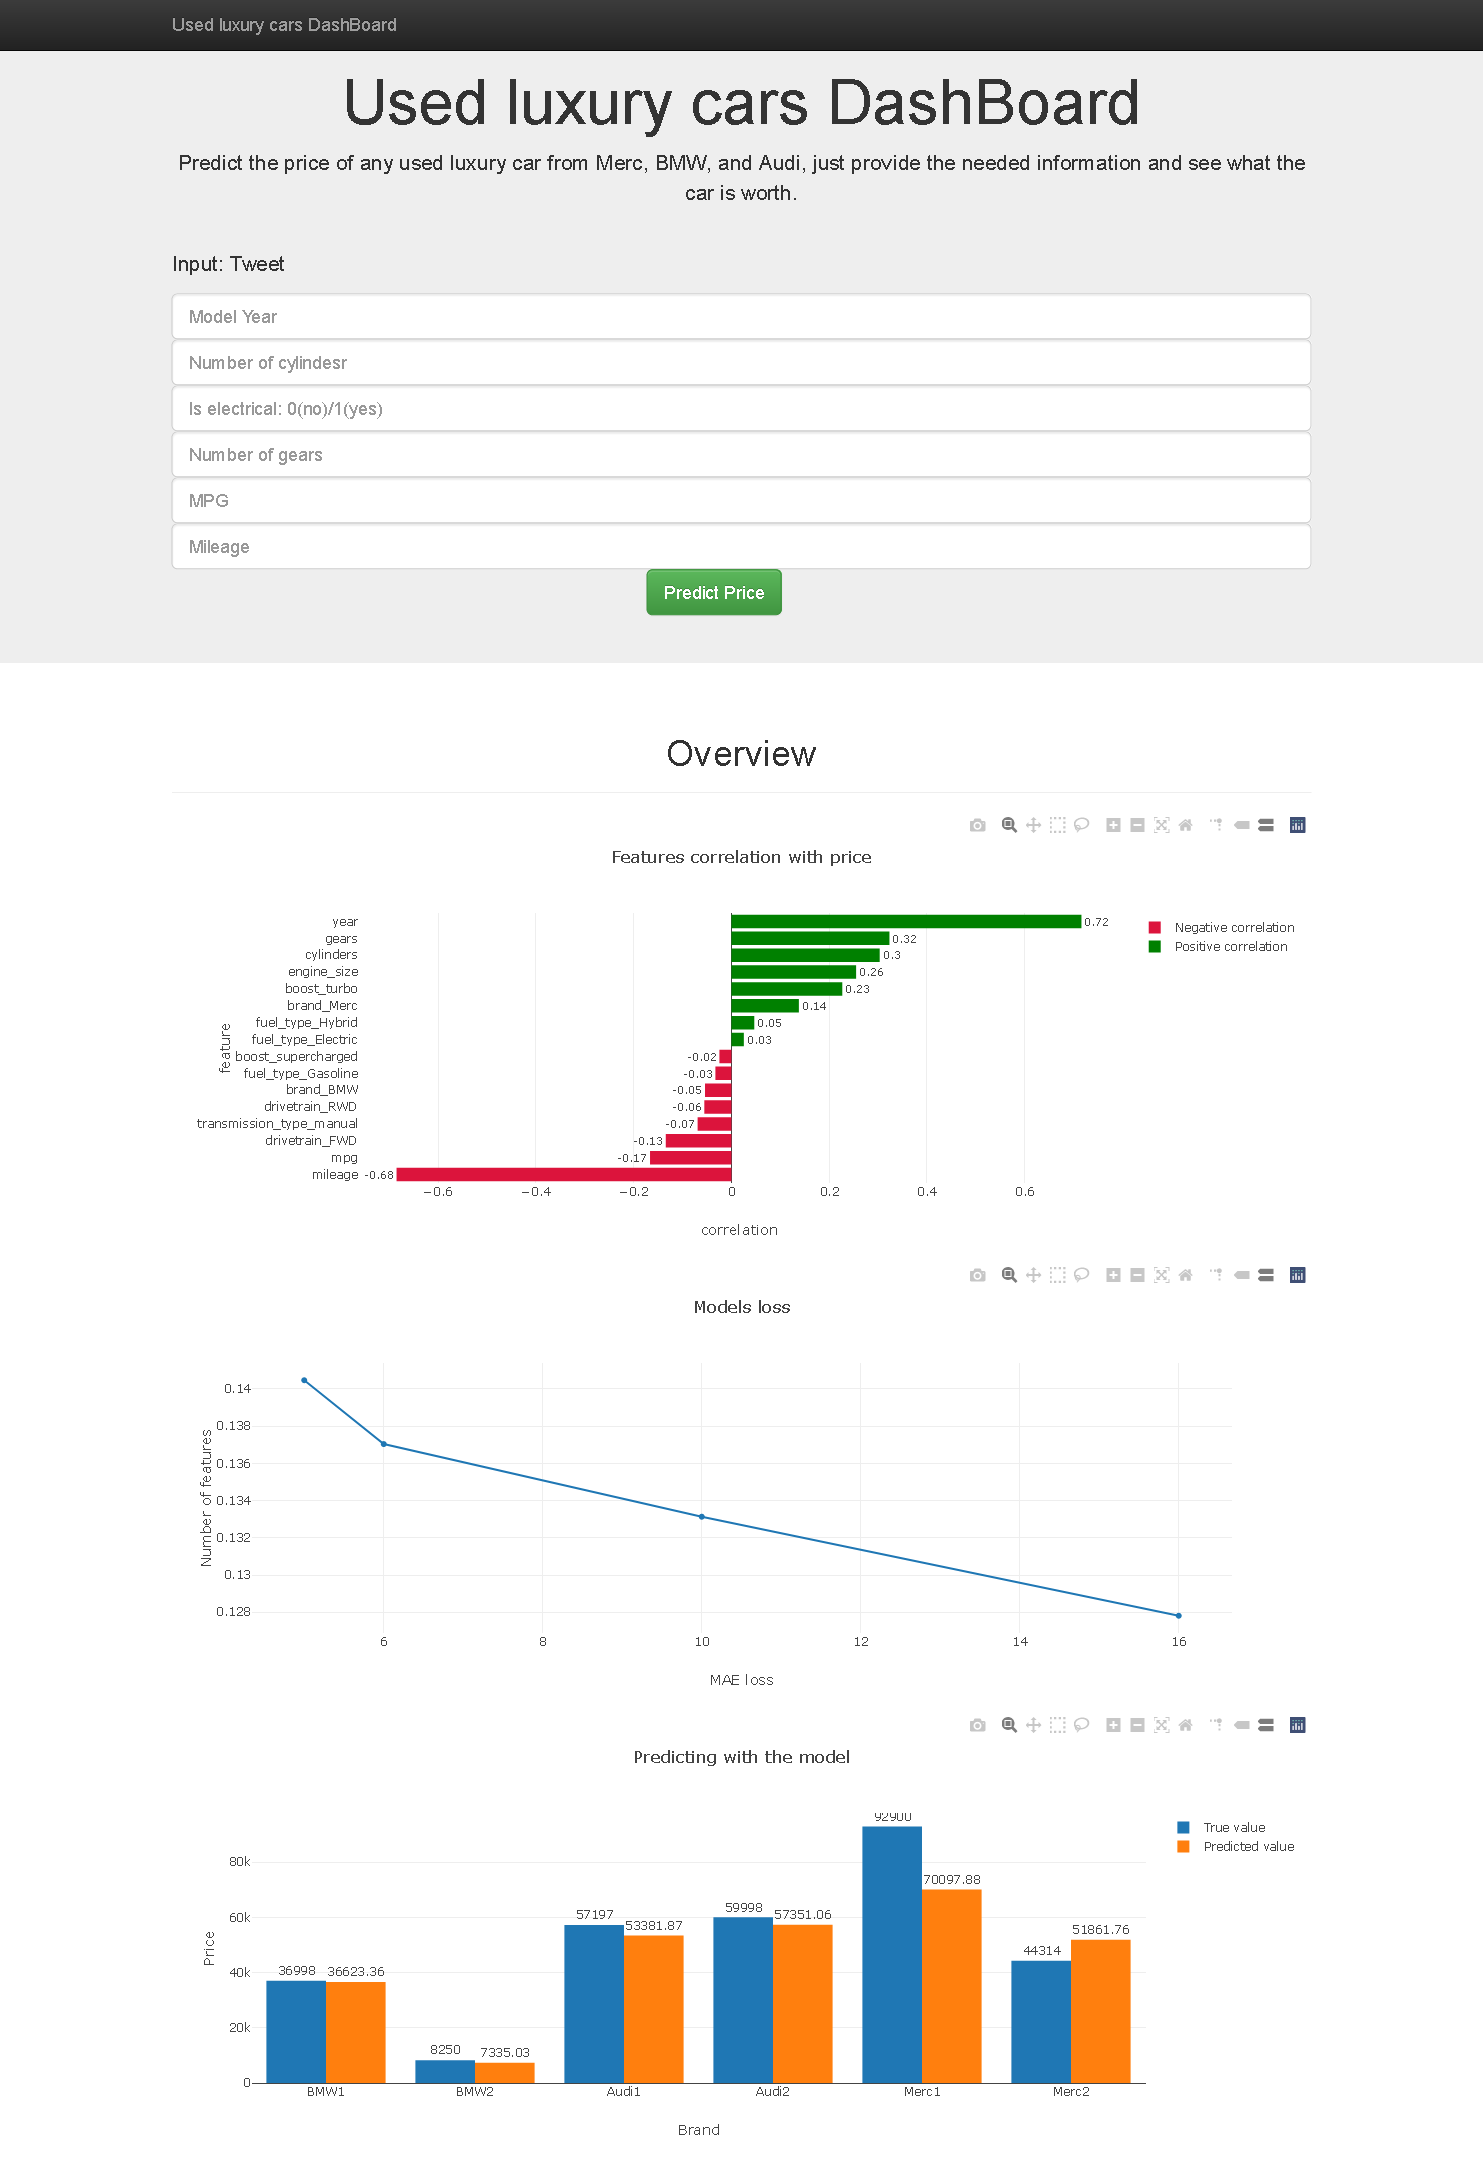 Used luxury cars DashBoard
Used luxury cars DashBoard
Predict the price of any used luxury car from Merc, BMW, and Audi, just provide the needed information and see what the
car is worth.
Input: Tweet
Model Year
Number of cylindesr
Is electrical: 0(no)/1(yes)
Number of gears
MPG
Mileage
Predict Price
Overview
Features correlation with price
Negative correlation
Positive correlation
feature
year 0.72
gears 0.32
cylinders 0.3
engine_size 0.26
boost_turbo 0.23
brand_Merc 0.14
fuel_type_Hybrid 0.05
fuel_type_Electric 0.03
boost_supercharged -0.02
fuel_type_Gasoline -0.03
brand_BMW -0.05
drivetrain_RWD -0.06
transmission_type_manual -0.07
drivetrain_FWD -0.13
mpg -0.17
mileage -0.68
−0.6 −0.4 −0.2 0 0.2 0.4 0.6
correlation
Models loss
Number of features
0.14
0.138
0.136
0.134
0.132
0.13
0.128
6 8 10 12 14 16
MAE loss
Predicting with the model
True value
Predicted value
Price
80k
60k
40k
20k
0
36998 36623.36
8250 7335.03
57197 53381.87
59998 57351.06
92900 70097.88
44314 51861.76
BMW1 BMW2 Audi1 Audi2 Merc1 Merc2
Brand